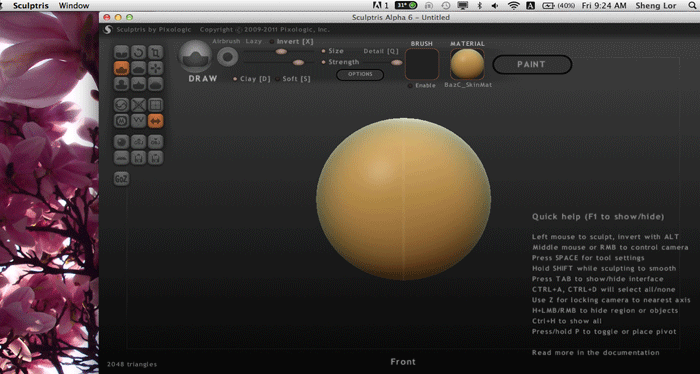 Sculptris Window 1 31° A (40%) Fri 9:24 AM Sheng Lor
Sculptris Alpha 6 – Untitled
Sculptris by Pixologic Copyright © 2009-2011 Pixologic, Inc.
Airbrush Lazy Invert [X] BRUSH MATERIAL
Size Detail [Q]
Strength PAINT
DRAW Clay [D] Soft [S] OPTIONS
Enable BazC_SkinMat
GoZ
Quick help (F1 to show/hide)
Left mouse to sculpt, invert with ALT
Middle mouse or RMB to control camera
Press SPACE for tool settings
Hold SHIFT while sculpting to smooth
Press TAB to show/hide interface
CTRL+A, CTRL+D will select all/none
Use Z for locking camera to nearest axis
H+LMB/RMB to hide region or objects
Ctrl+H to show all
Press/hold P to toggle or place pivot
Read more in the documentation
2048 triangles
Front